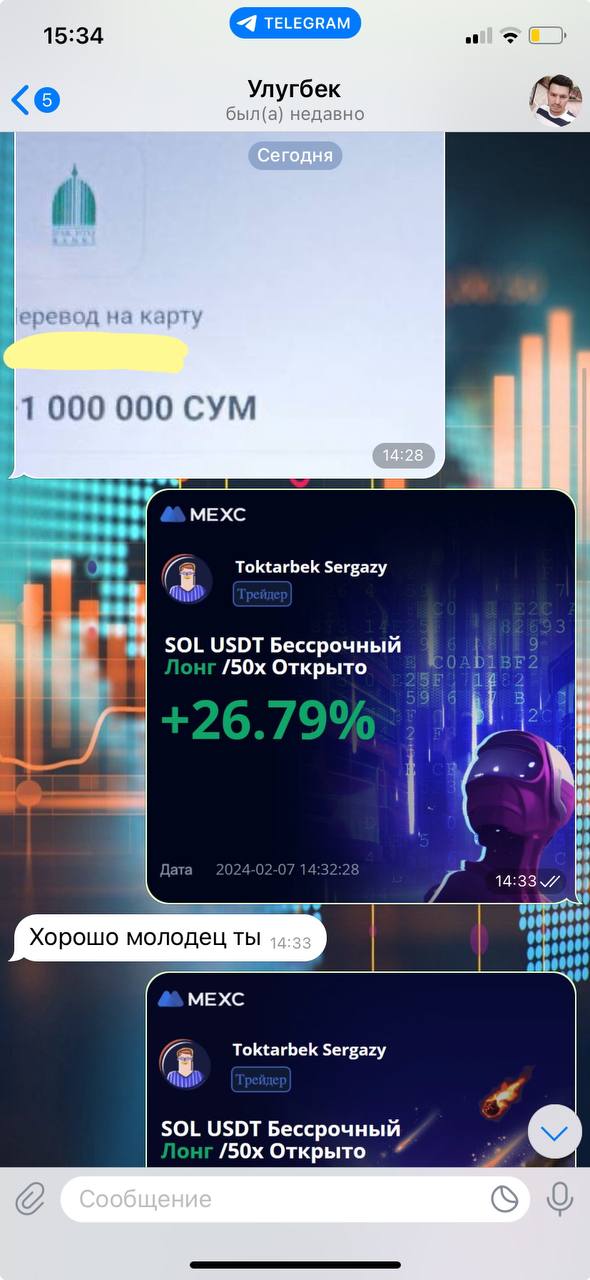 15:34
TELEGRAM
5
Улугбек
был(а) недавно
Сегодня
еревод на карту
1 000 000 СУМ
14:28
MEXC
Toktarbek Sergazy
Трейдер
SOL USDT Бессрочный
Лонг /50x Открыто
+26.79%
Дата 2024-02-07 14:32:28
14:33
Хорошо молодец ты 14:33
MEXC
Toktarbek Sergazy
Трейдер
SOL USDT Бессрочный
Лонг /50x Открыто
Сообщение